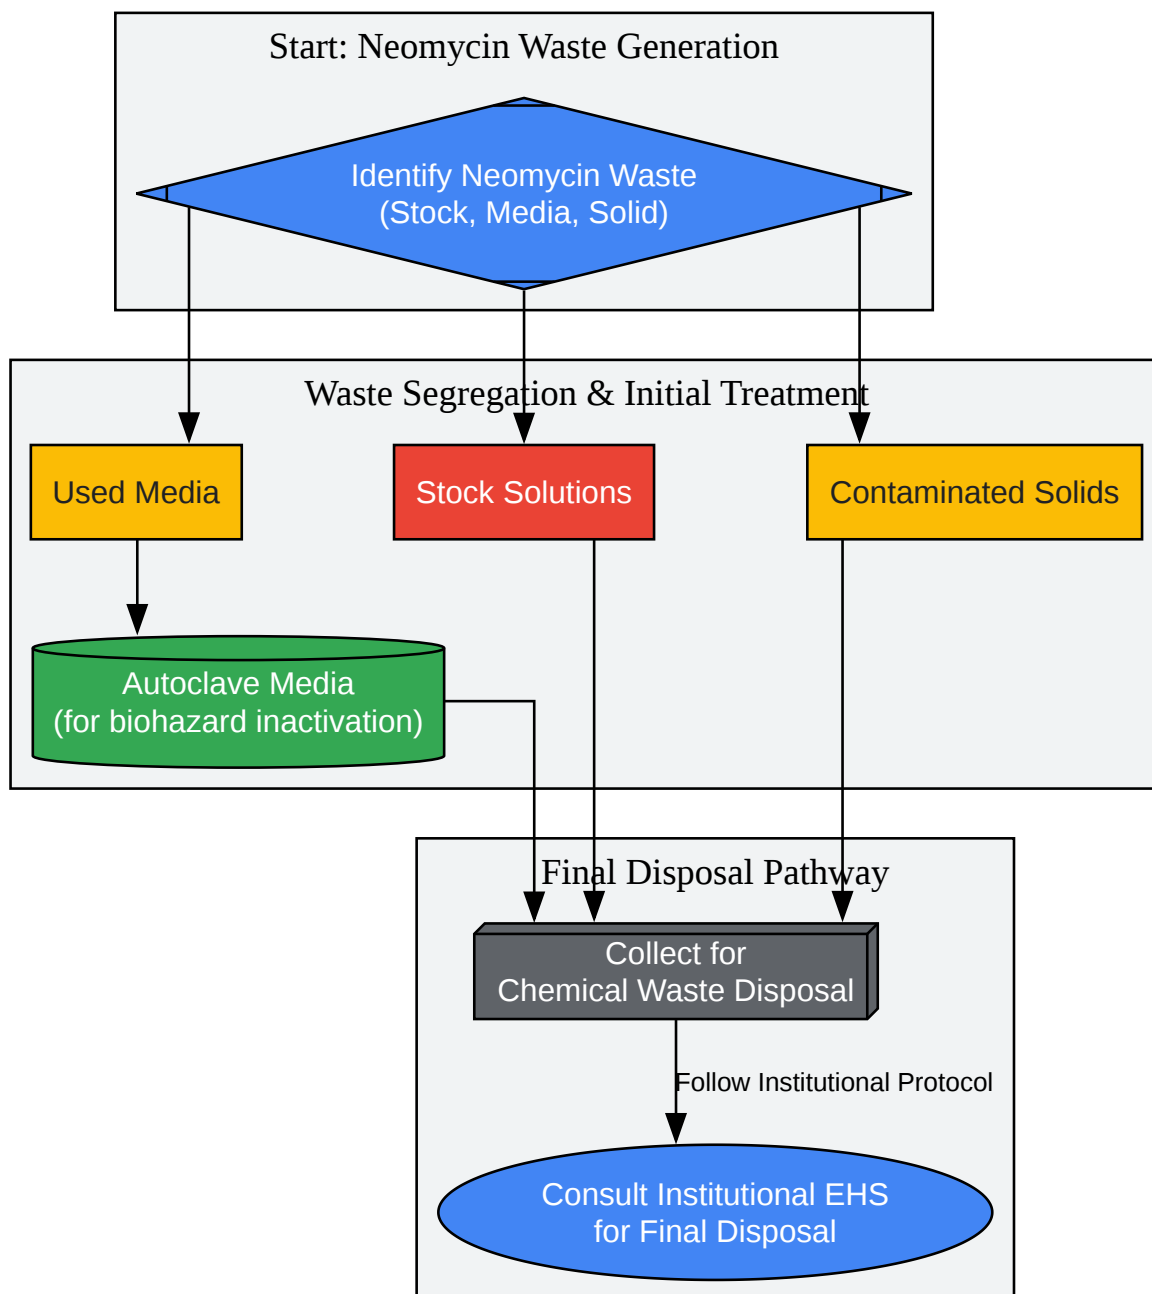 Start: Neomycin Waste Generation
Identify Neomycin Waste
(Stock, Media, Solid)
Waste Segregation & Initial Treatment
Used Media
Stock Solutions
Contaminated Solids
Autoclave Media
(for biohazard inactivation)
Final Disposal Pathway
Collect for
Chemical Waste Disposal
Follow Institutional Protocol
Consult Institutional EHS
for Final Disposal